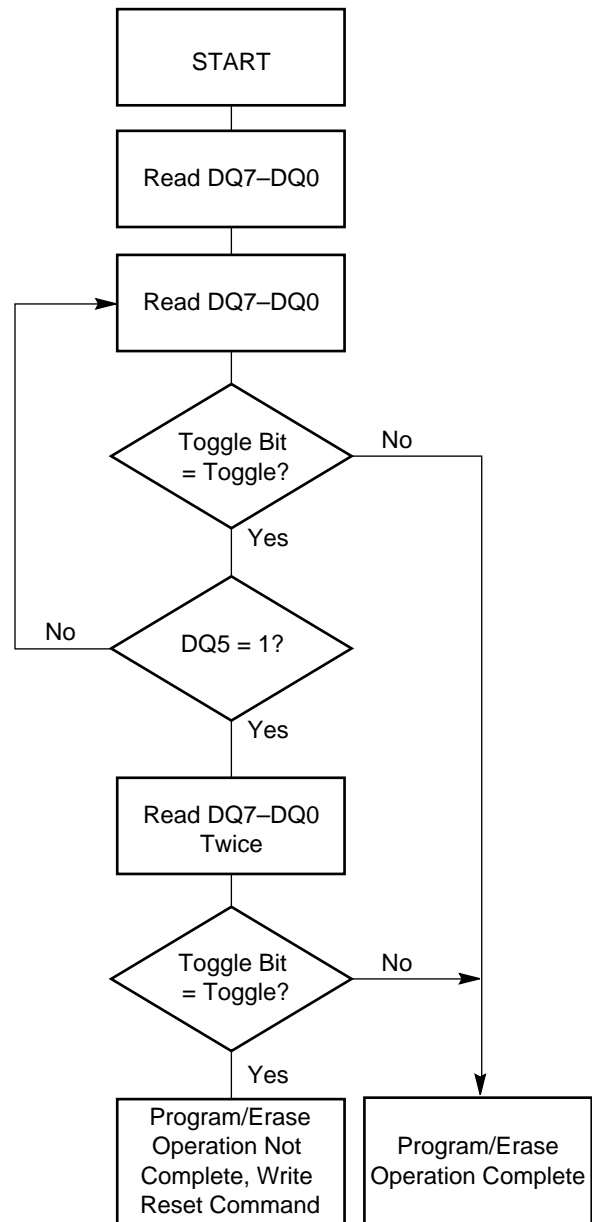 START
Read DQ7–DQ0
Read DQ7–DQ0
Toggle Bit
= Toggle?
No
Yes
No
DQ5 = 1?
Yes
Read DQ7–DQ0
Twice
Toggle Bit
= Toggle?
No
Yes
Program/Erase
Operation Not
Complete, Write
Reset Command
Program/Erase
Operation Complete